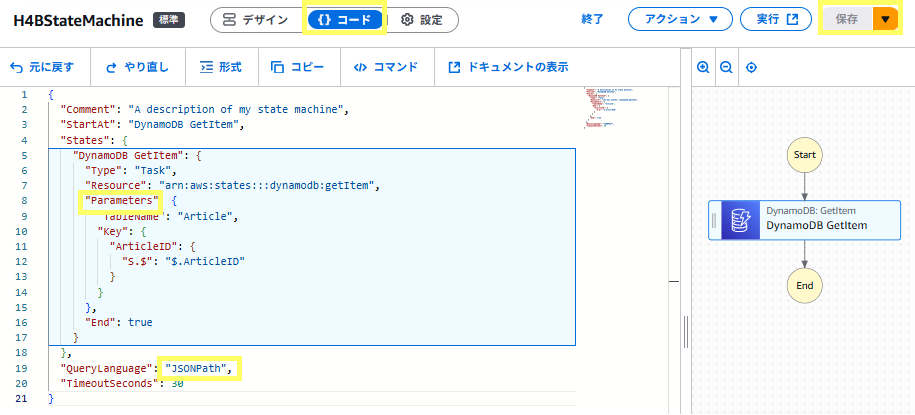 H4BStateMachine 標準 デザイン {} コード 設定 終了 アクション 実行 保存
元に戻す やり直し 形式 コピー コマンド ドキュメントの表示
1 {
2 "Comment": "A description of my state machine",
3 "StartAt": "DynamoDB GetItem",
4 "States": {
5 "DynamoDB GetItem": {
6 "Type": "Task",
7 "Resource": "arn:aws:states:::dynamodb:getItem",
8 "Parameters": {
9 "TableName": "Article",
10 "Key": {
11 "ArticleID": {
12 "S.$": "$.ArticleID"
13 }
14 }
15 },
16 "End": true
17 }
18 },
19 "QueryLanguage": "JSONPath",
20 "TimeoutSeconds": 30
21 }
Start
DynamoDB: GetItem
DynamoDB GetItem
End